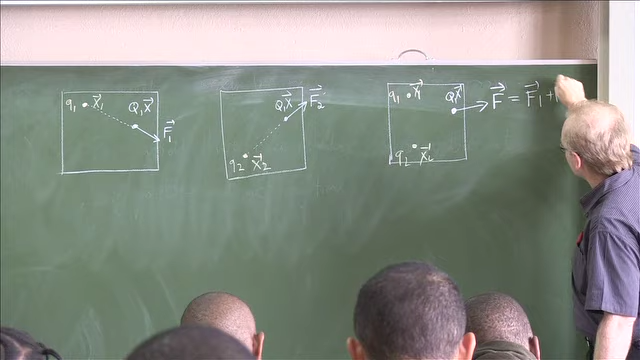 q₁ x⃗₁ Q,x⃗ F⃗₁
Q,x⃗ F⃗₂
q₂ x⃗₂
q₁ x⃗₁ Q,x⃗ F⃗ = F⃗₁ +
q₂ x⃗₂